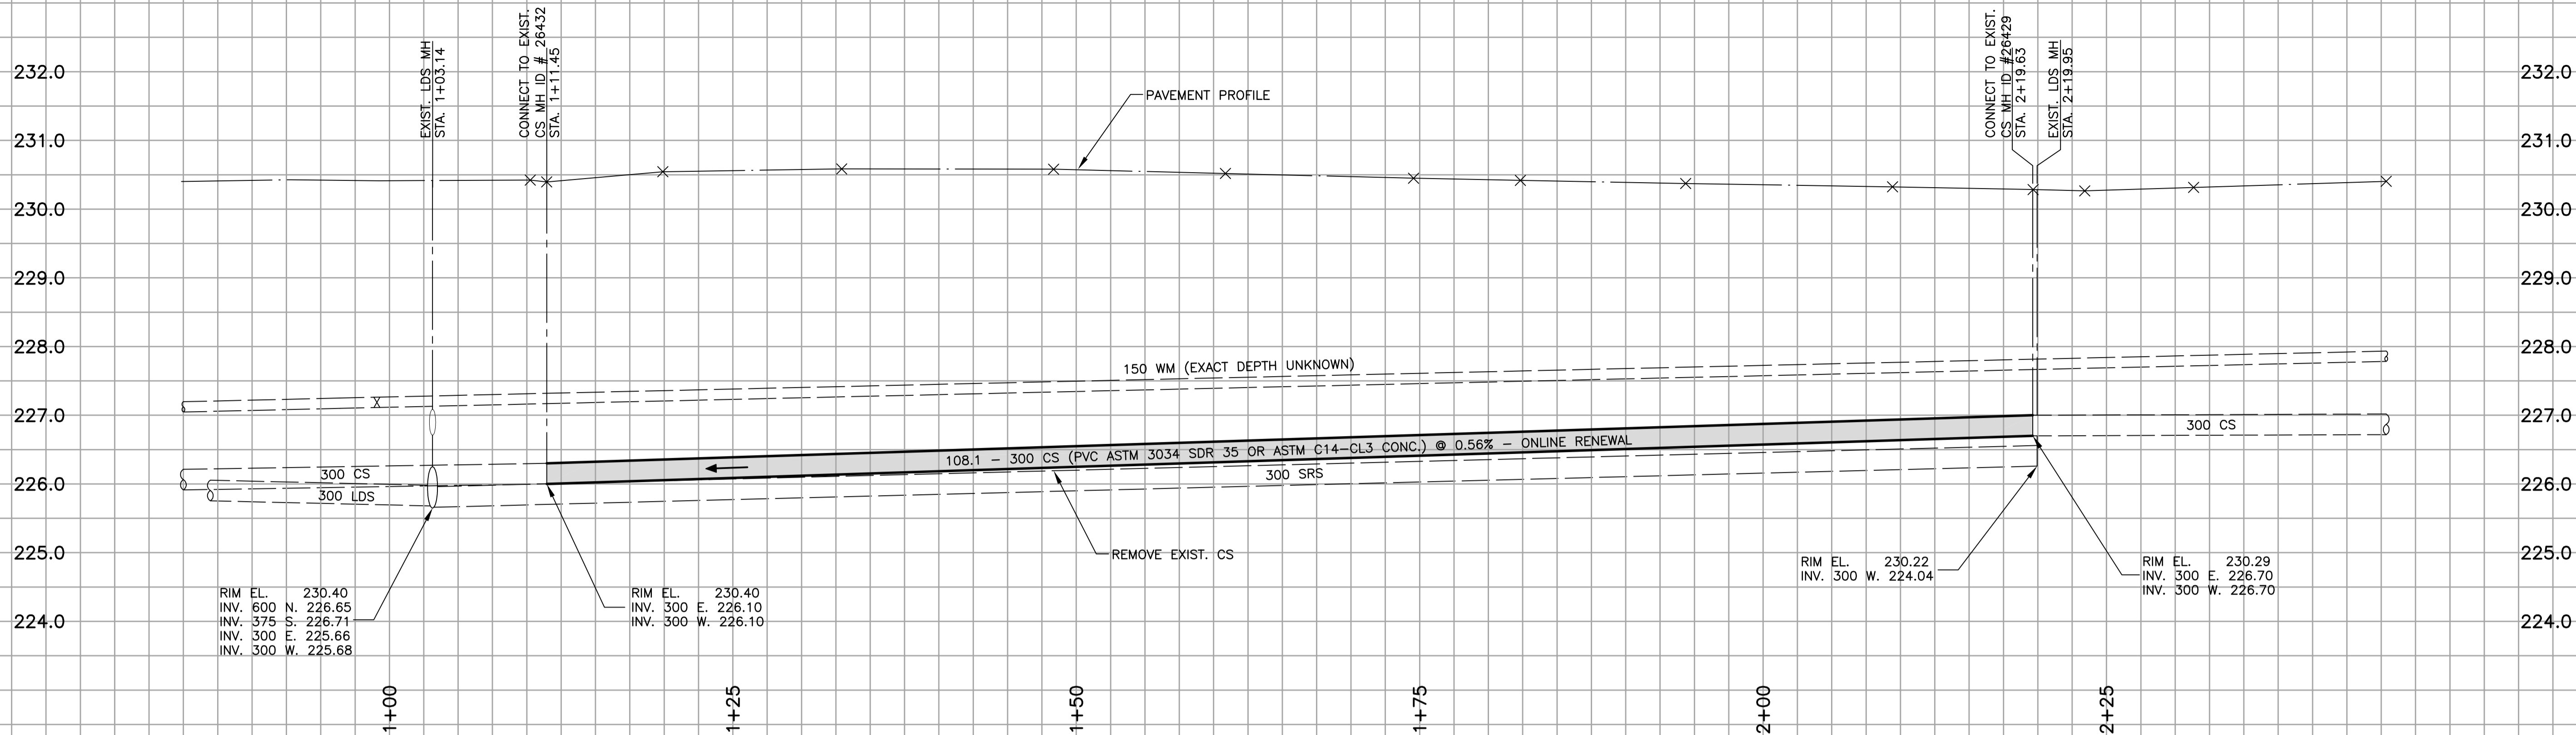 EXIST. LDS MH
STA. 1+03.14
CONNECT TO EXIST.
CS MH ID # 26432
STA. 1+11.45
CONNECT TO EXIST.
CS MH ID #26429
STA. 2+19.63
EXIST. LDS MH
STA. 2+19.95
232.0
232.0
PAVEMENT PROFILE
231.0
231.0
230.0
230.0
229.0
229.0
228.0
228.0
150 WM (EXACT DEPTH UNKNOWN)
227.0
227.0
300 CS
108.1 - 300 CS (PVC ASTM 3034 SDR 35 OR ASTM C14-CL3 CONC.) @ 0.56% - ONLINE RENEWAL
300 CS
226.0
300 LDS
300 SRS
226.0
225.0
REMOVE EXIST. CS
225.0
RIM EL. 230.40
INV. 600 N. 226.65
INV. 375 S. 226.71
INV. 300 E. 225.66
INV. 300 W. 225.68
RIM EL. 230.40
INV. 300 E. 226.10
INV. 300 W. 226.10
RIM EL. 230.22
INV. 300 W. 224.04
RIM EL. 230.29
INV. 300 E. 226.70
INV. 300 W. 226.70
224.0
224.0
1+00
1+25
1+50
1+75
2+00
2+25